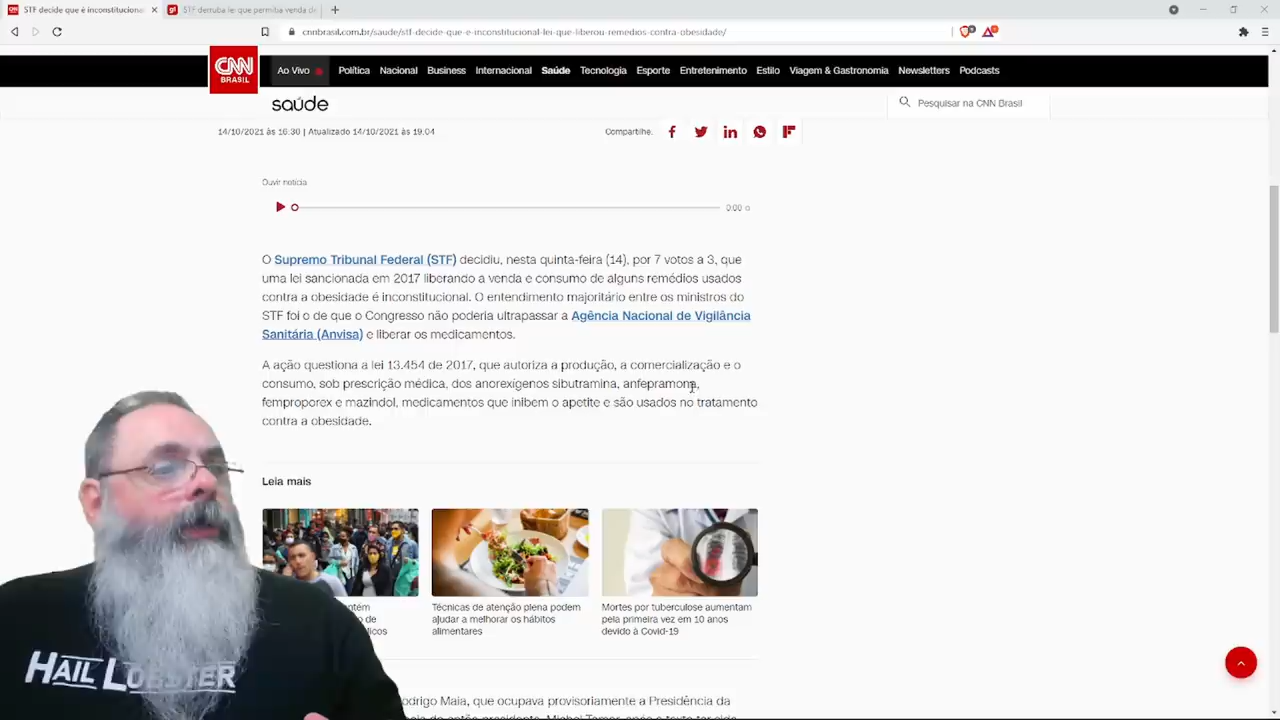 STF decide que é inconstitucional
STF derruba lei que permitia venda de
cnnbrasil.com.br/saude/stf-decide-que-e-inconstitucional-lei-que-liberou-remedios-contra-obesidade/
CNN
BRASIL
Ao Vivo
Política
Nacional
Business
Internacional
Saúde
Tecnologia
Esporte
Entretenimento
Estilo
Viagem & Gastronomia
Newsletters
Podcasts
saúde
Pesquisar na CNN Brasil
14/10/2021 às 16:30 | Atualizado 14/10/2021 às 19:04
Compartilhe:
Ouvir notícia
0:00
O Supremo Tribunal Federal (STF) decidiu, nesta quinta-feira (14), por 7 votos a 3, que
uma lei sancionada em 2017 liberando a venda e consumo de alguns remédios usados
contra a obesidade é inconstitucional. O entendimento majoritário entre os ministros do
STF foi o de que o Congresso não poderia ultrapassar a Agência Nacional de Vigilância
Sanitária (Anvisa) e liberar os medicamentos.
A ação questiona a lei 13.454 de 2017, que autoriza a produção, a comercialização e o
consumo, sob prescrição médica, dos anorexígenos sibutramina, anfepramona,
femproporex e mazindol, medicamentos que inibem o apetite e são usados no tratamento
contra a obesidade.
Leia mais
Técnicas de atenção plena podem
ajudar a melhorar os hábitos
alimentares
Mortes por tuberculose aumentam
pela primeira vez em 10 anos
devido à Covid-19
HAIL LOBSTER
Rodrigo Maia, que ocupava provisoriamente a Presidência da